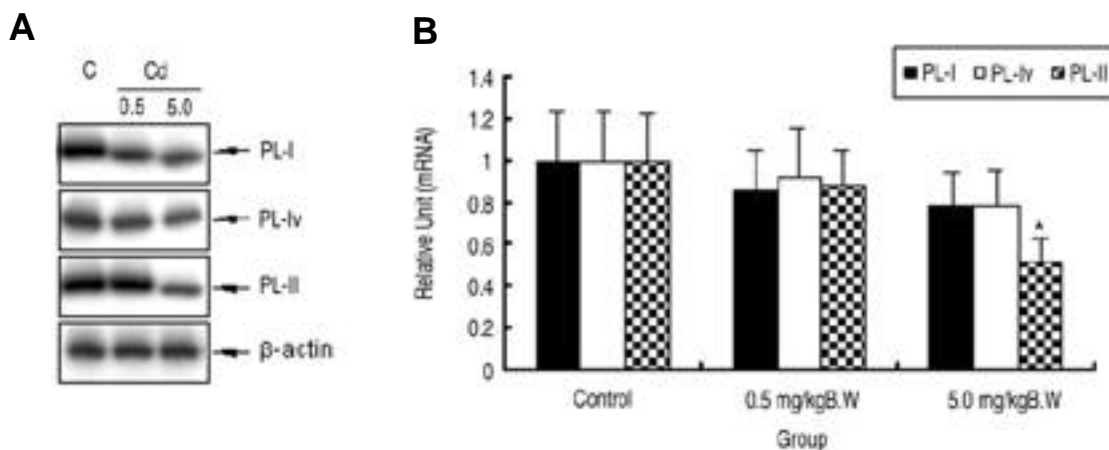 A
C Cd
0.5 5.0
PL-I
PL-Iv
PL-II
β-actin
B
PL-I PL-Iv PL-II
Relative Unit (mRNA)
1.4
1.2
1
0.8
0.6
0.4
0.2
0
*
Control 0.5 mg/kgB.W 5.0 mg/kgB.W
Group